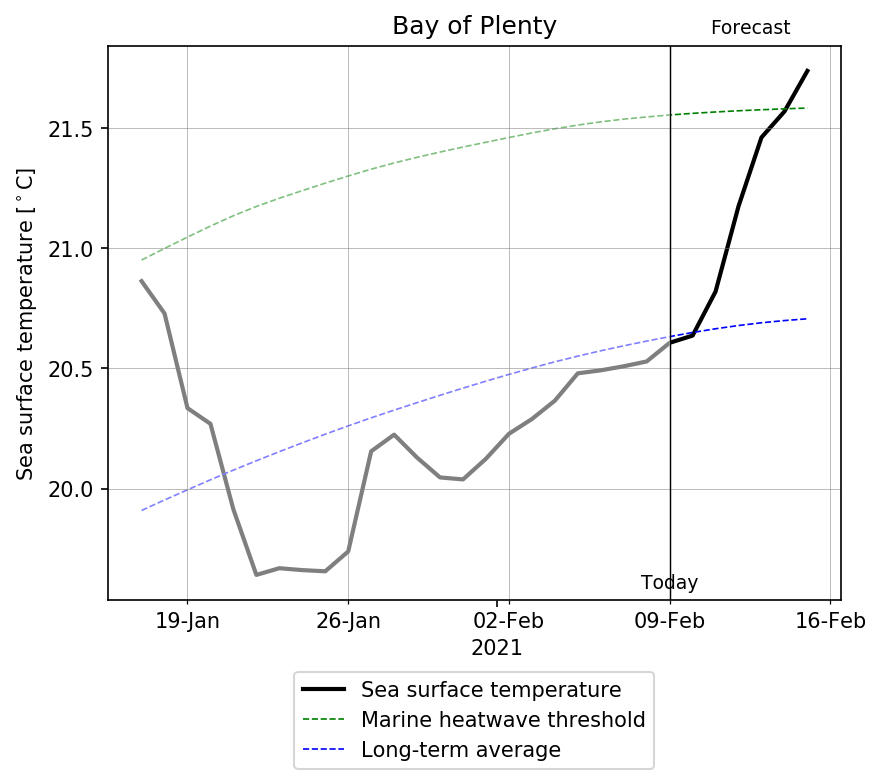 Bay of Plenty
Forecast
Sea surface temperature [°C]
21.5
21.0
20.5
20.0
Today
19-Jan
26-Jan
02-Feb
09-Feb
16-Feb
2021
Sea surface temperature
Marine heatwave threshold
Long-term average